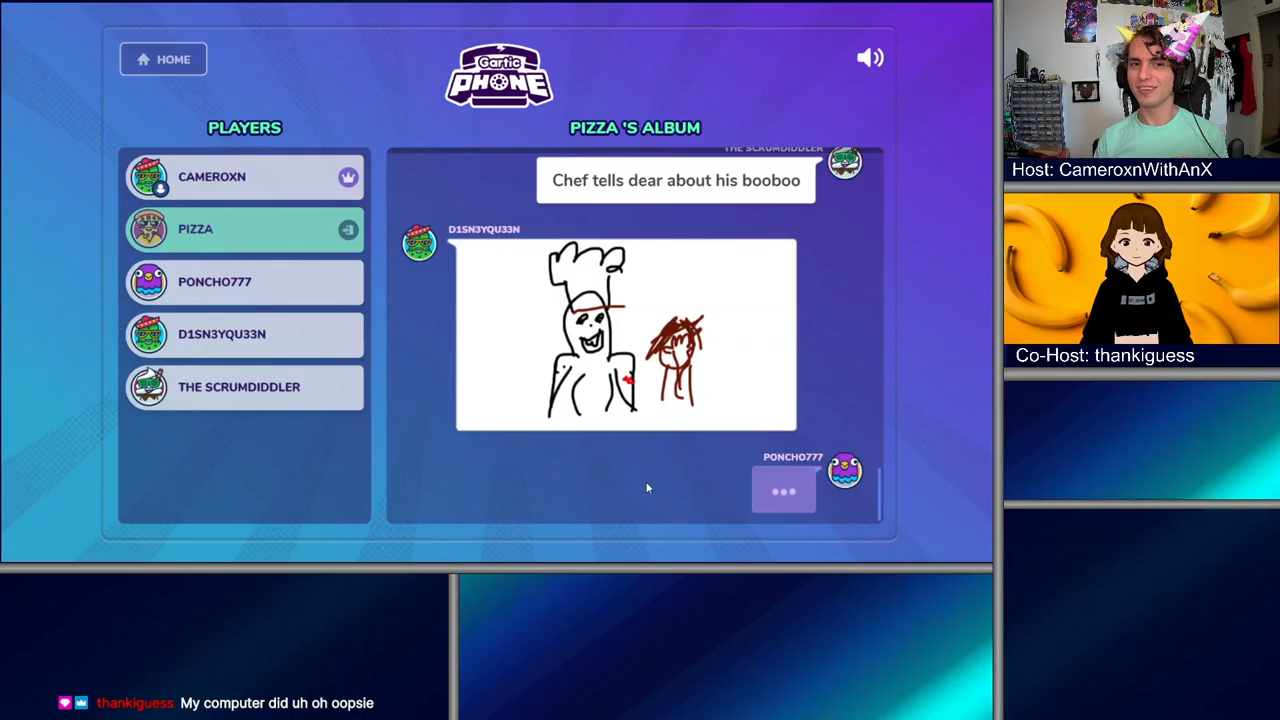 HOME
Gartic
PHONE
PLAYERS
PIZZA 'S ALBUM
CAMEROXN
PIZZA
PONCHO777
D1SN3YQU33N
THE SCRUMDIDDLER
THE SCRUMDIDDLER
Chef tells dear about his booboo
D1SN3YQU33N
PONCHO777
Host: CameroxnWithAnX
Co-Host: thankiguess
thankiguess My computer did uh oh oopsie